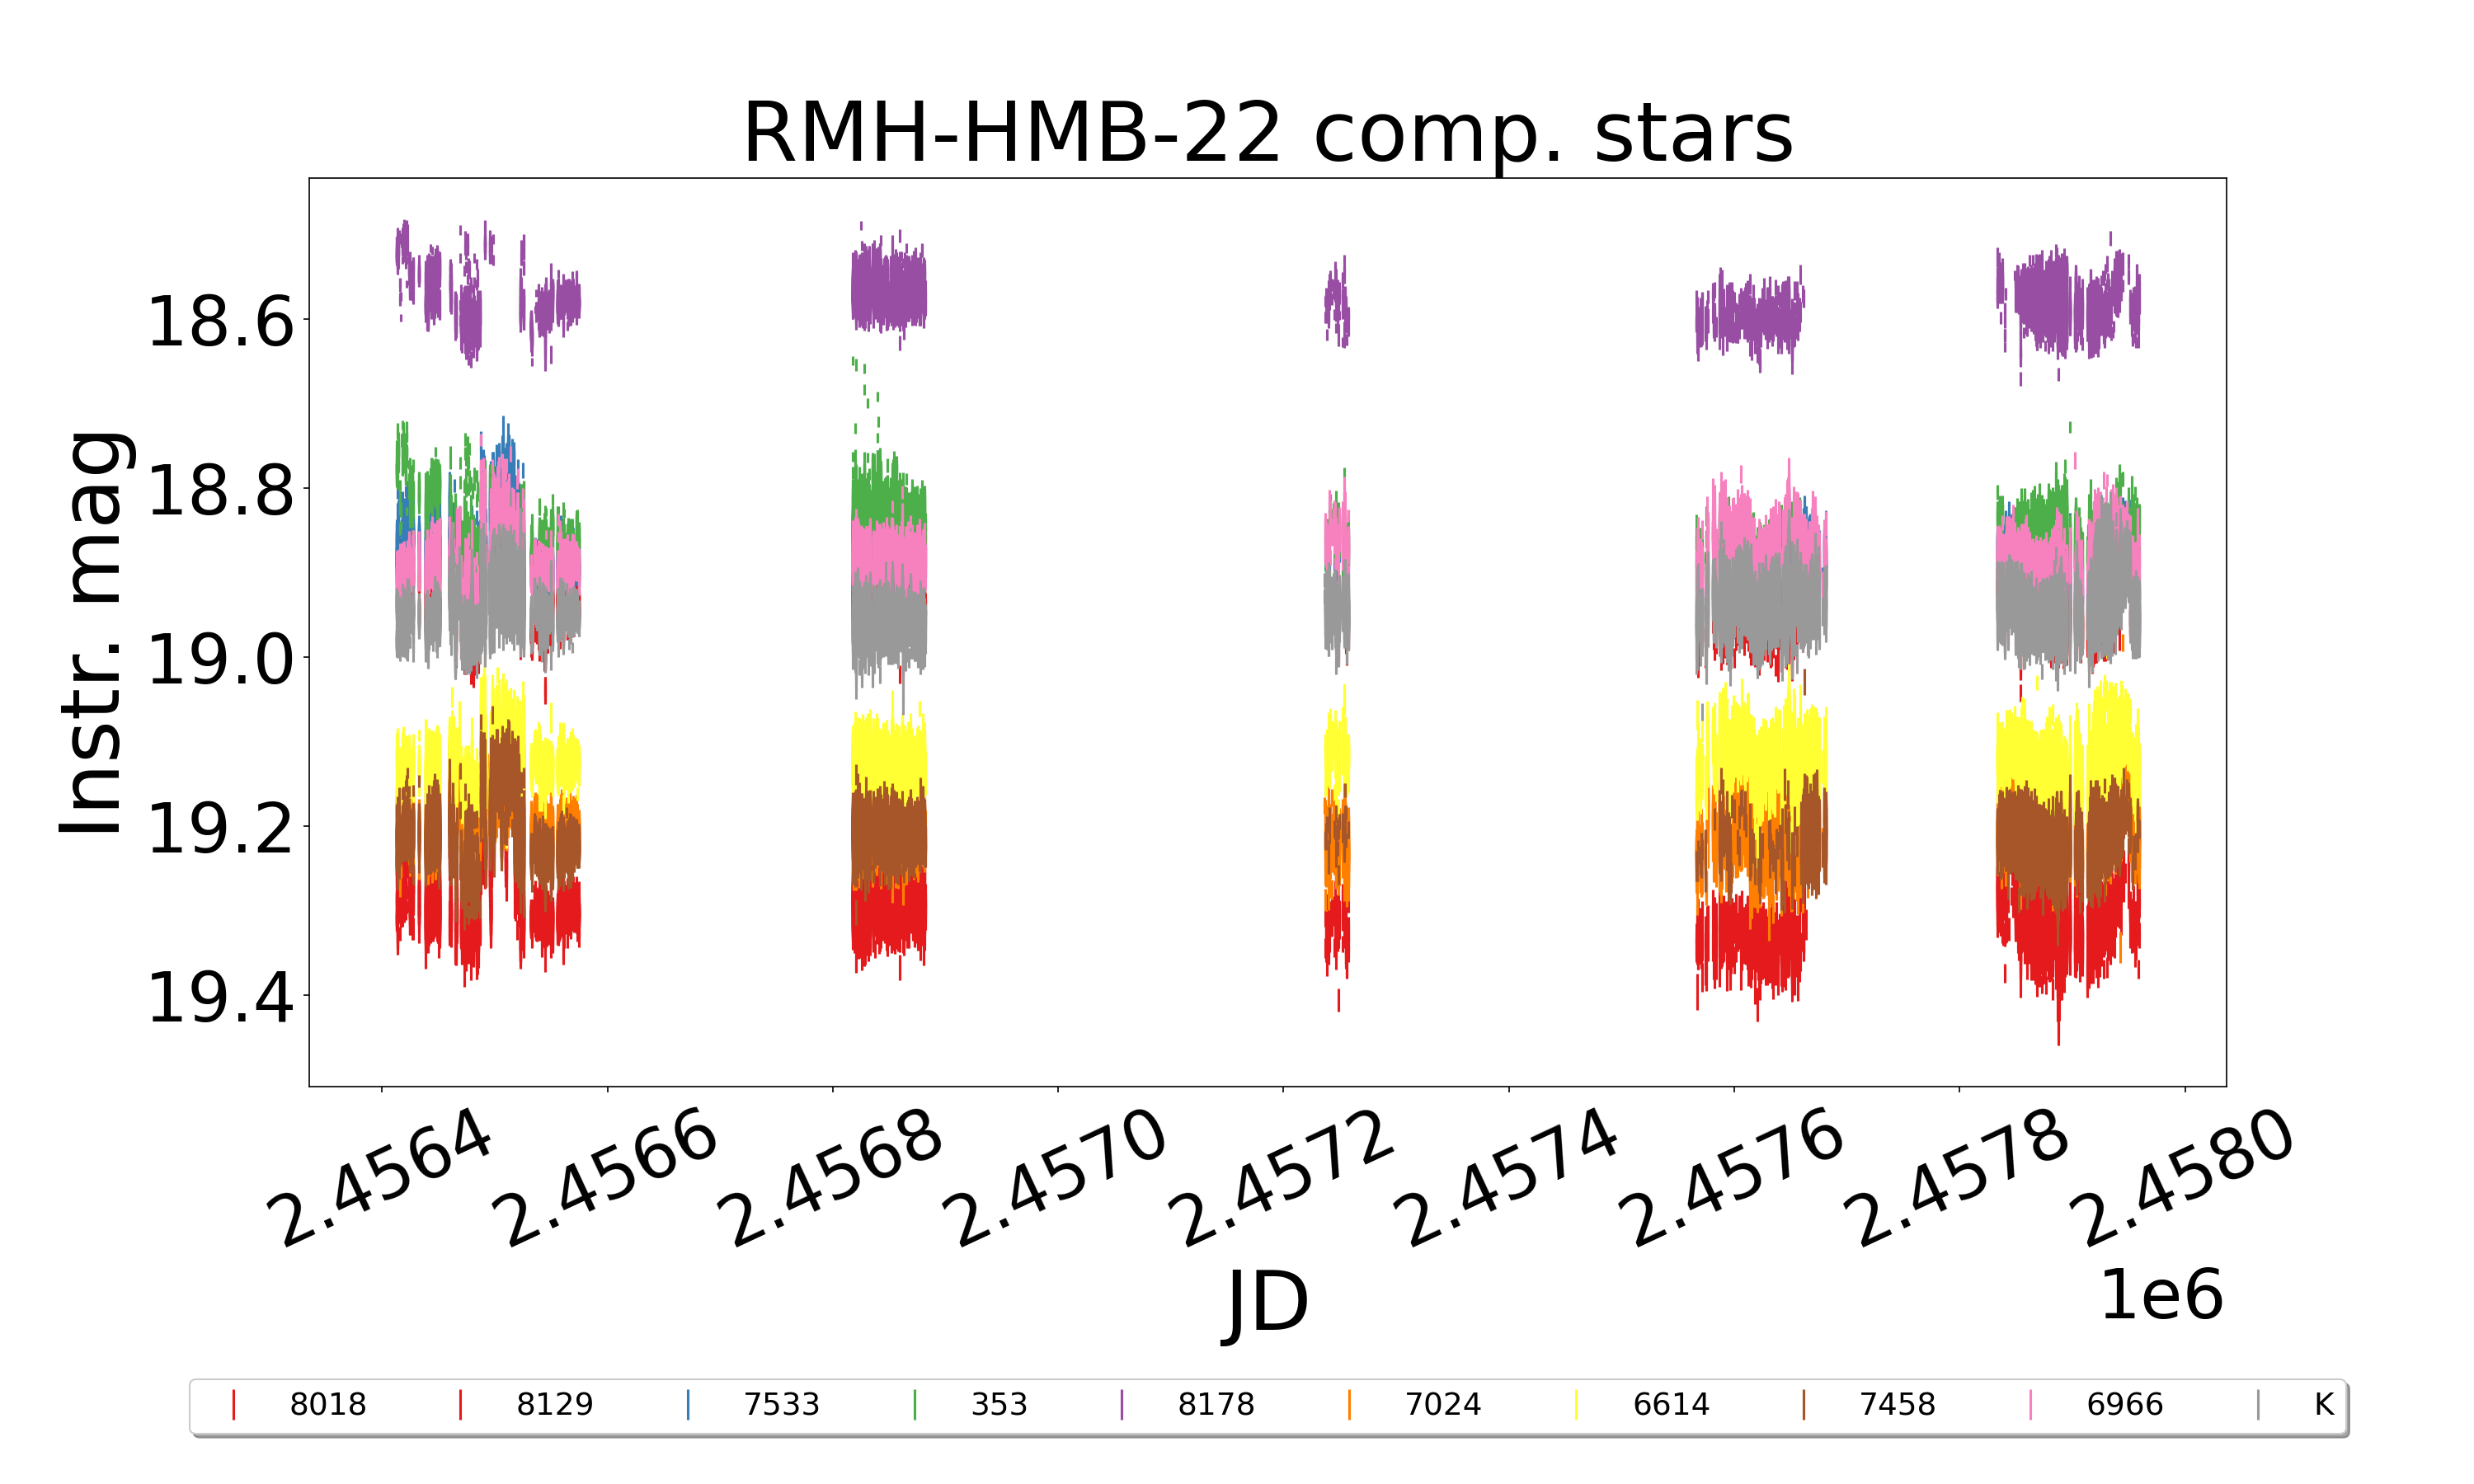 RMH-HMB-22 comp. stars
Instr. mag
18.6
18.8
19.0
19.2
19.4
2.4564 2.4566 2.4568 2.4570 2.4572 2.4574 2.4576 2.4578 2.4580
JD
1e6
8018 8129 7533 353 8178 7024 6614 7458 6966 K